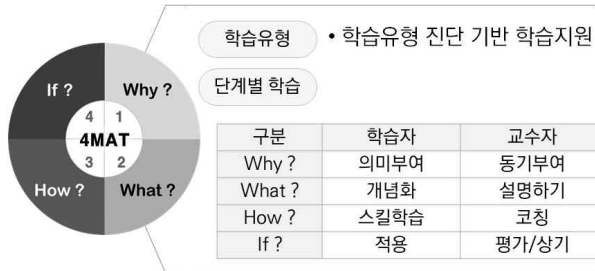 If ?
Why ?
4 1
4MAT
3 2
How ?
What ?
학습유형
• 학습유형 진단 기반 학습지원
단계별 학습
구분 학습자 교수자
Why ? 의미부여 동기부여
What ? 개념화 설명하기
How ? 스킬학습 코칭
If ? 적용 평가/상기